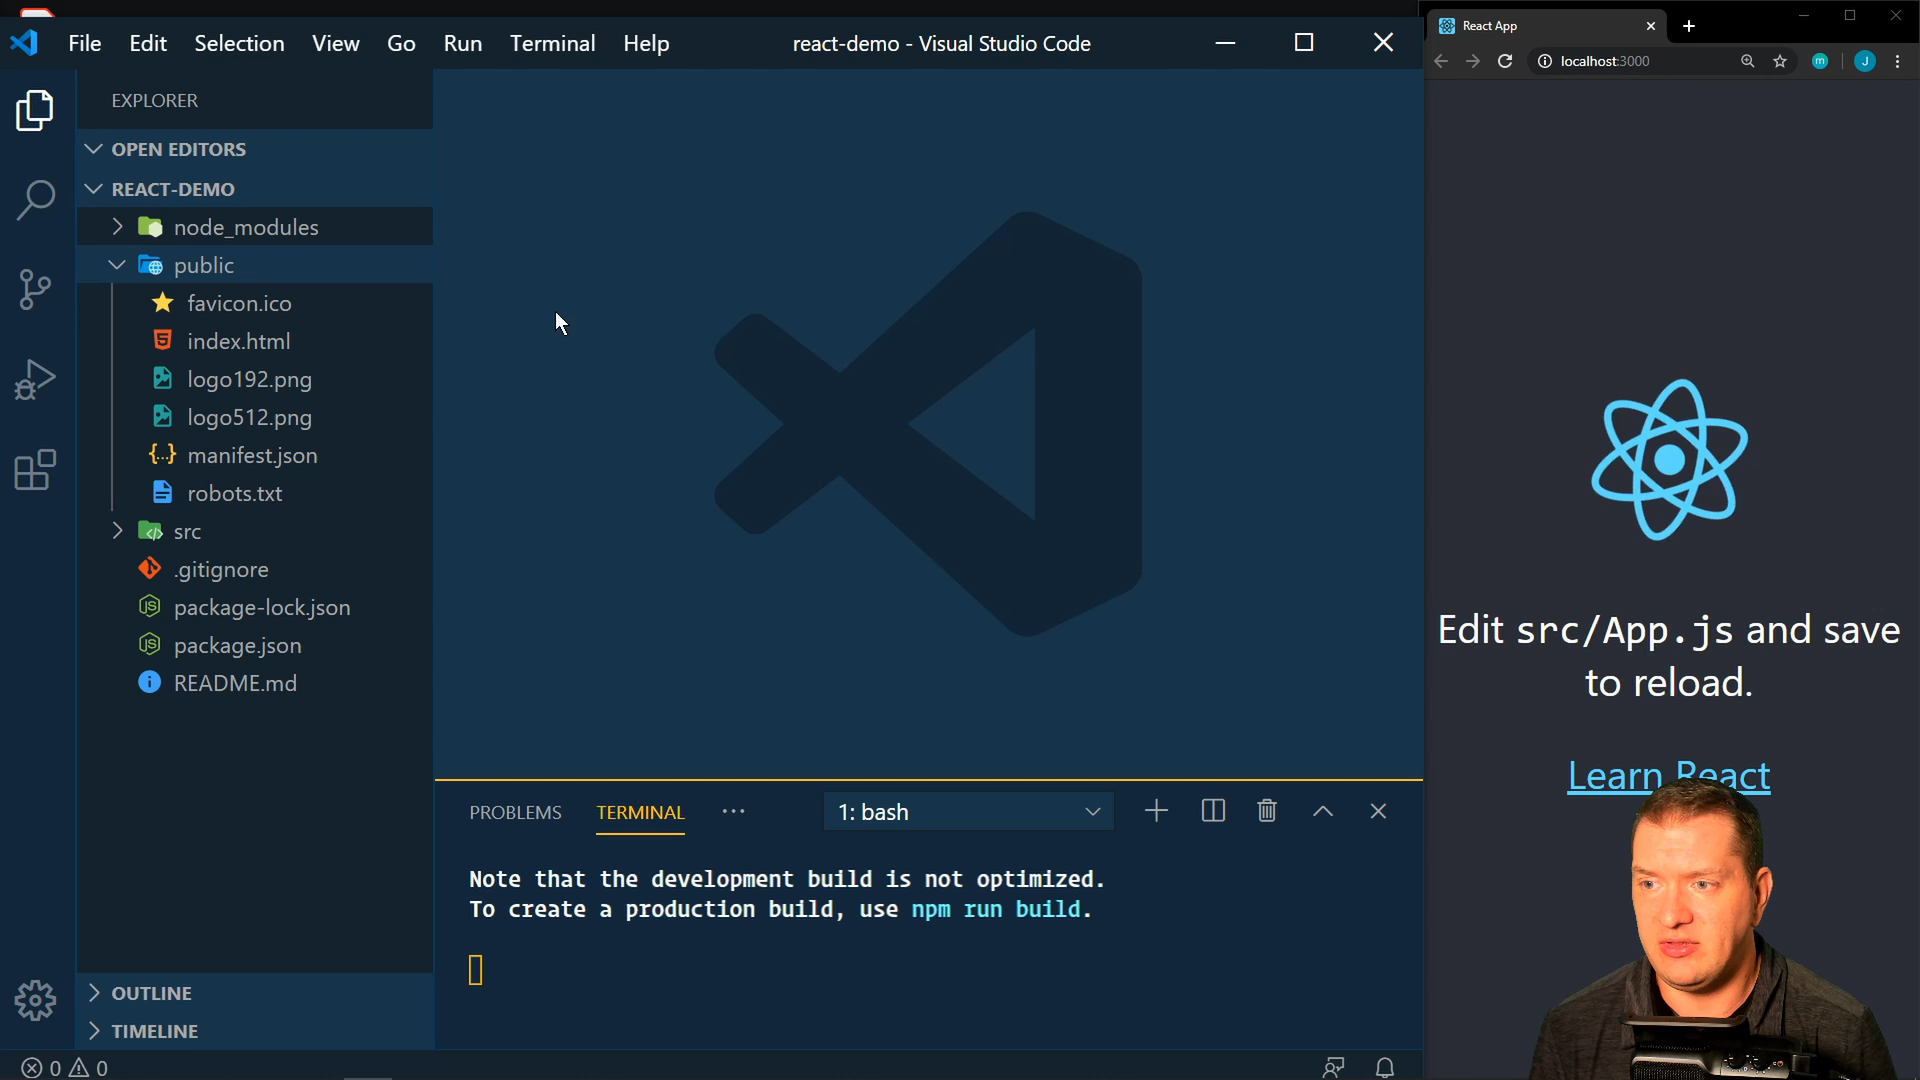 File Edit Selection View Go Run Terminal Help
react-demo - Visual Studio Code
EXPLORER
OPEN EDITORS
REACT-DEMO
node_modules
public
favicon.ico
index.html
logo192.png
logo512.png
manifest.json
robots.txt
src
.gitignore
package-lock.json
package.json
README.md
OUTLINE
TIMELINE
0 0
PROBLEMS TERMINAL ···
1: bash
Note that the development build is not optimized.
To create a production build, use npm run build.
React App
localhost:3000
m
J
Edit src/App.js and save
to reload.
Learn React